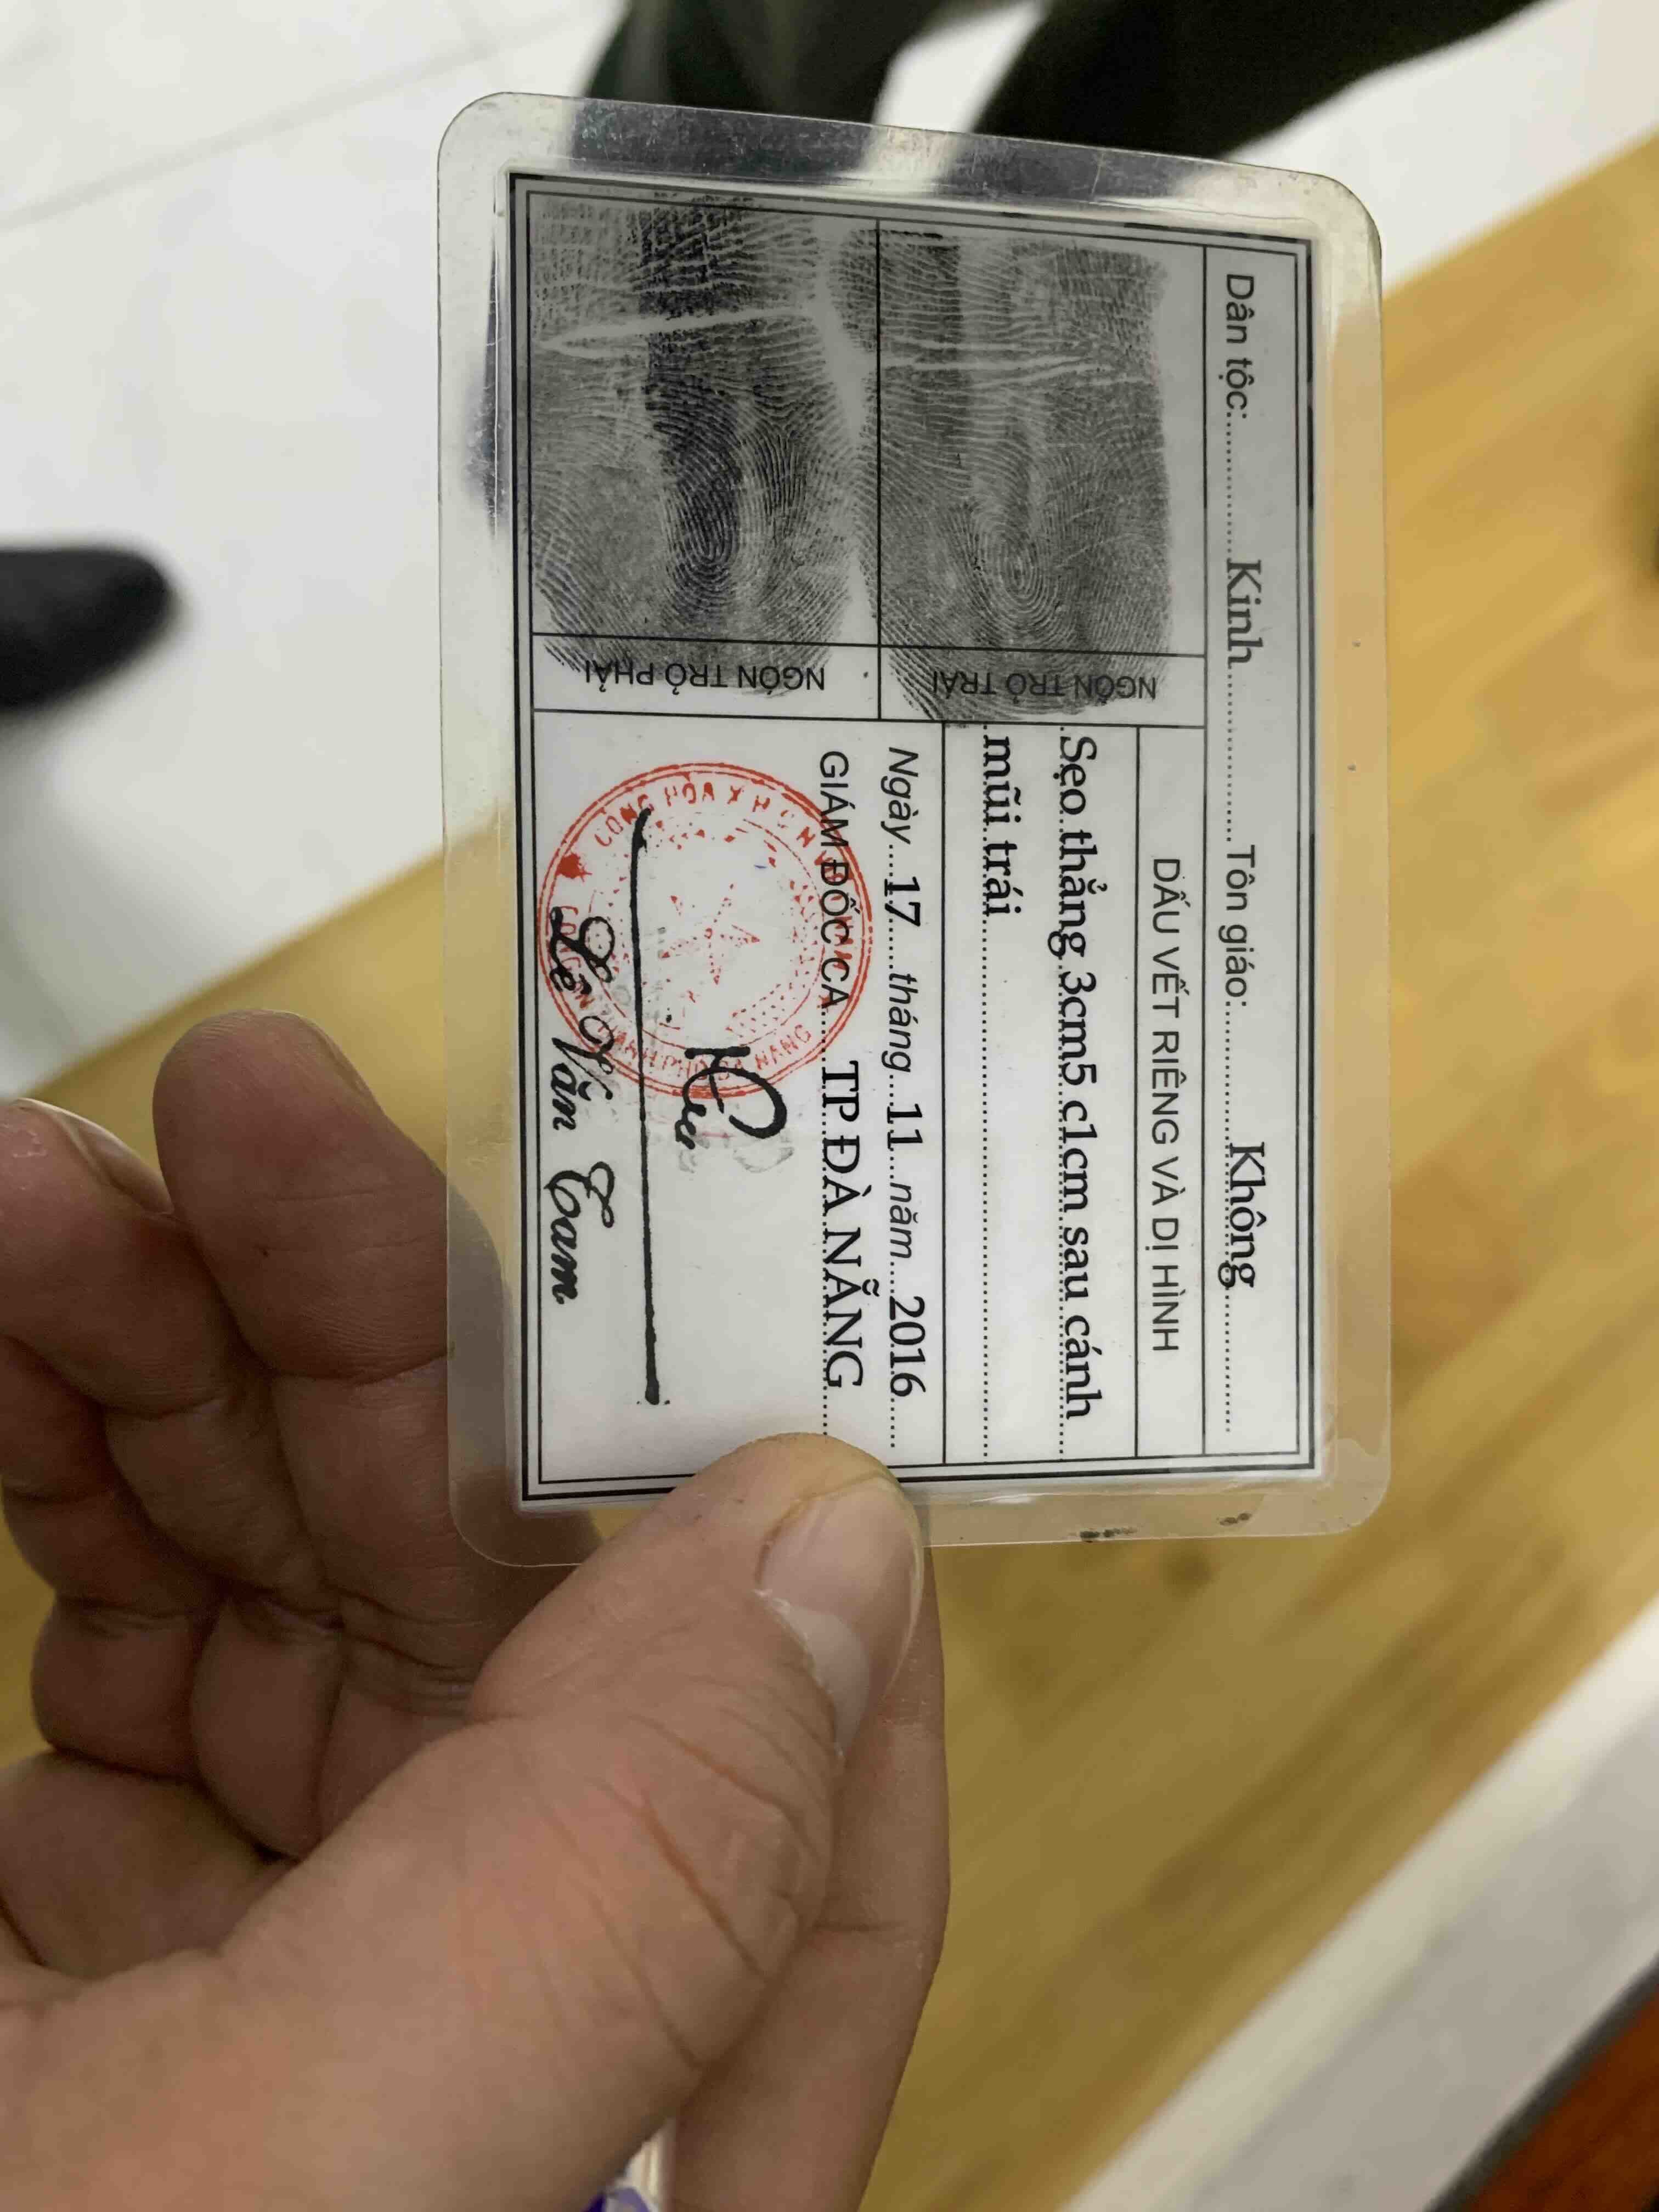 Dân tộc:..........Kinh..............Tôn giáo:..........Không..........
NGÓN TRỎ TRÁI
NGÓN TRỎ PHẢI
DẤU VẾT RIÊNG VÀ DỊ HÌNH
Sẹo thẳng 3cm5 c1cm sau cánh
mũi trái
Ngày...17...tháng...11...năm...2016
GIÁM ĐỐC CA...TP ĐÀ NẴNG
Lê Văn Tam